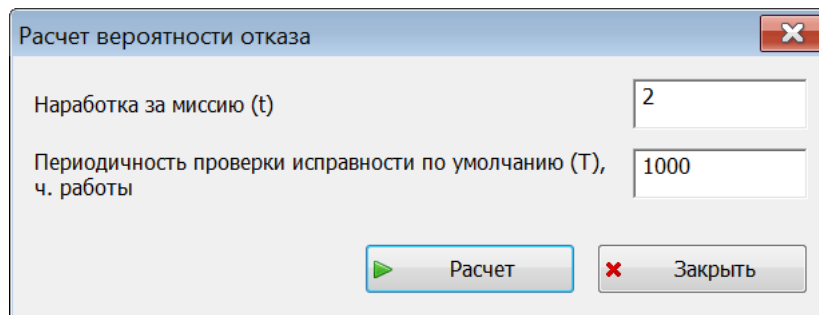 Расчет вероятности отказа
Наработка за миссию (t)
2
Периодичность проверки исправности по умолчанию (T),
ч. работы
1000
Расчет
Закрыть